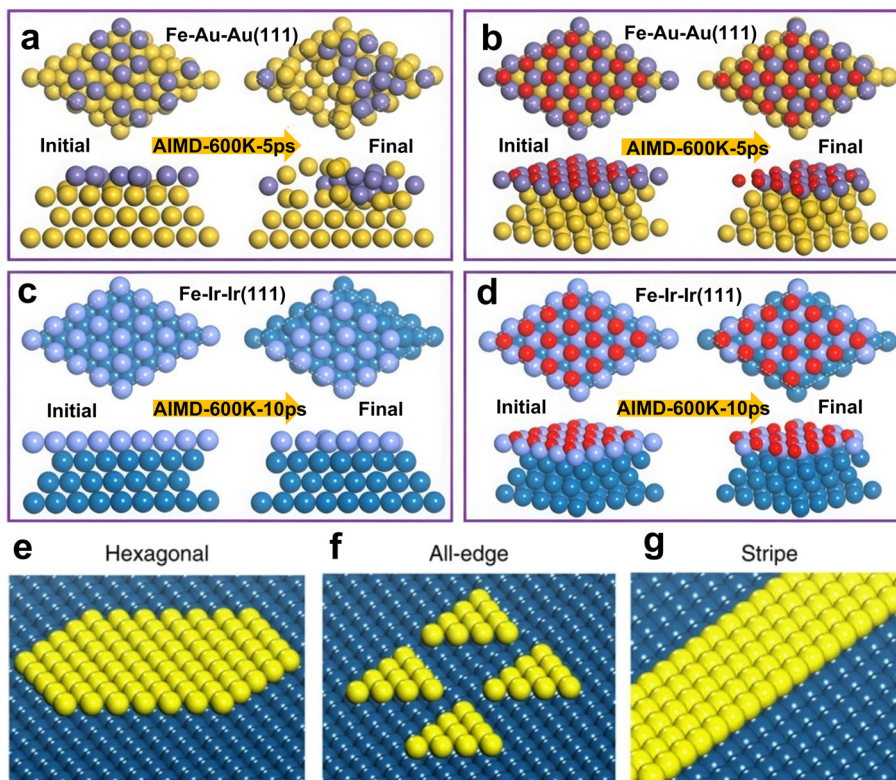 a Fe-Au-Au(111)
Initial AIMD-600K-5ps Final
b Fe-Au-Au(111)
Initial AIMD-600K-5ps Final
c Fe-Ir-Ir(111)
Initial AIMD-600K-10ps Final
d Fe-Ir-Ir(111)
Initial AIMD-600K-10ps Final
e Hexagonal
f All-edge
g Stripe